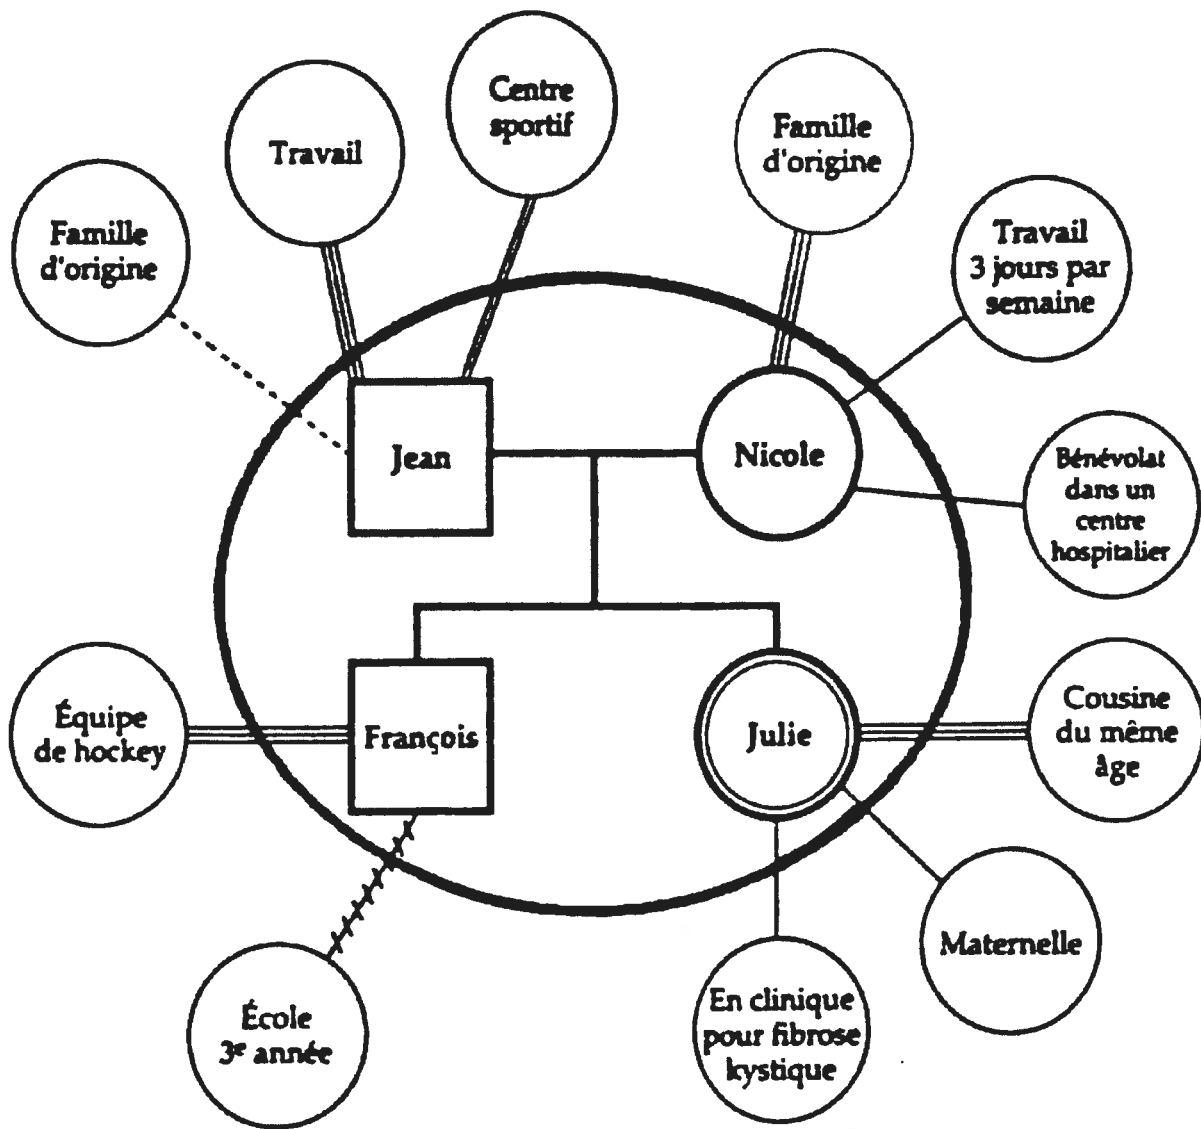 Centre
sportif
Travail
Famille
d'origine
Famille
d'origine
Travail
3 jours par
semaine
Jean
Nicole
Bénévolat
dans un
centre
hospitalier
Équipe
de hockey
François
Julie
Cousine
du même
âge
Maternelle
École
3e année
En clinique
pour fibrose
kystique